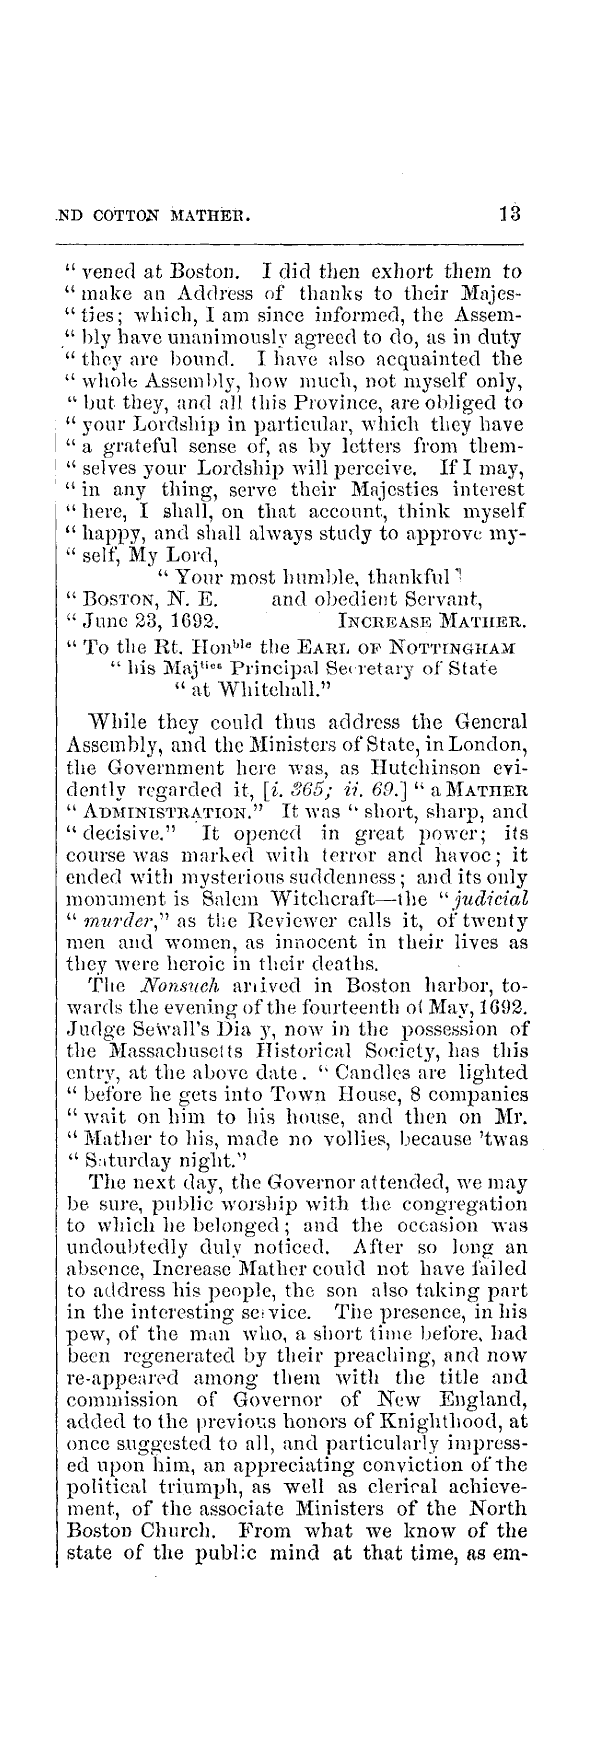 ND COTTON MATHER. 13
“ vened at Boston. I did then exhort them to
“ make an Address of thanks to their Majes-
“ ties; which, I am since informed, the Assem-
“ bly have unanimously agreed to do, as in duty
“ they are bound. I have also acquainted the
“ whole Assembly, how much, not myself only,
“ but they, and all this Province, are obliged to
“ your Lordship in particular, which they have
“ a grateful sense of, as by letters from them-
“ selves your Lordship will perceive. If I may,
“ in any thing, serve their Majesties interest
“ here, I shall, on that account, think myself
“ happy, and shall always study to approve my-
“ self, My Lord,
“ Your most humble, thankful
“ BOSTON, N. E. and obedient Servant,
“ June 23, 1692. INCREASE MATHER.
“ To the Rt. Honble the EARL OF NOTTINGHAM
“ his Majties Principal Secretary of State
“ at Whitehall.”
While they could thus address the General
Assembly, and the Ministers of State, in London,
the Government here was, as Hutchinson evi-
dently regarded it, [i. 365; ii. 69.] “ a MATHER
“ ADMINISTRATION.” It was “ short, sharp, and
“ decisive.” It opened in great power; its
course was marked with terror and havoc; it
ended with mysterious suddenness; and its only
monument is Salem Witchcraft—the “ judicial
“ murder,” as the Reviewer calls it, of twenty
men and women, as innocent in their lives as
they were heroic in their deaths.
The Nonsuch arrived in Boston harbor, to-
wards the evening of the fourteenth of May, 1692.
Judge Sewall's Dia y, now in the possession of
the Massachusetts Historical Society, has this
entry, at the above date. “ Candles are lighted
“ before he gets into Town House, 8 companies
“ wait on him to his house, and then on Mr.
“ Mather to his, made no vollies, because 'twas
“ Saturday night.”
The next day, the Governor attended, we may
be sure, public worship with the congregation
to which he belonged; and the occasion was
undoubtedly duly noticed. After so long an
absence, Increase Mather could not have failed
to address his people, the son also taking part
in the interesting service. The presence, in his
pew, of the man who, a short time before, had
been regenerated by their preaching, and now
re-appeared among them with the title and
commission of Governor of New England,
added to the previous honors of Knighthood, at
once suggested to all, and particularly impress-
ed upon him, an appreciating conviction of the
political triumph, as well as clerical achieve-
ment, of the associate Ministers of the North
Boston Church. From what we know of the
state of the public mind at that time, as em-